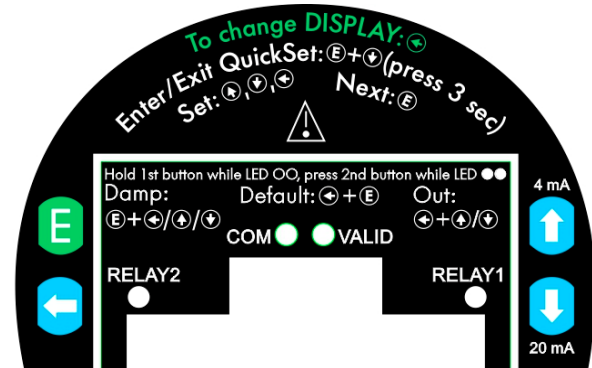 To change DISPLAY:←
Enter/Exit QuickSet:Ⓔ+↓(press 3 sec)
Set:↑,↓,← Next:Ⓔ
Hold 1st button while LED OO, press 2nd button while LED ●●
Damp: Default:←+Ⓔ Out:
Ⓔ+←/↑/↓ ←+↑/↓
COM VALID
RELAY2 RELAY1
E
4 mA
20 mA